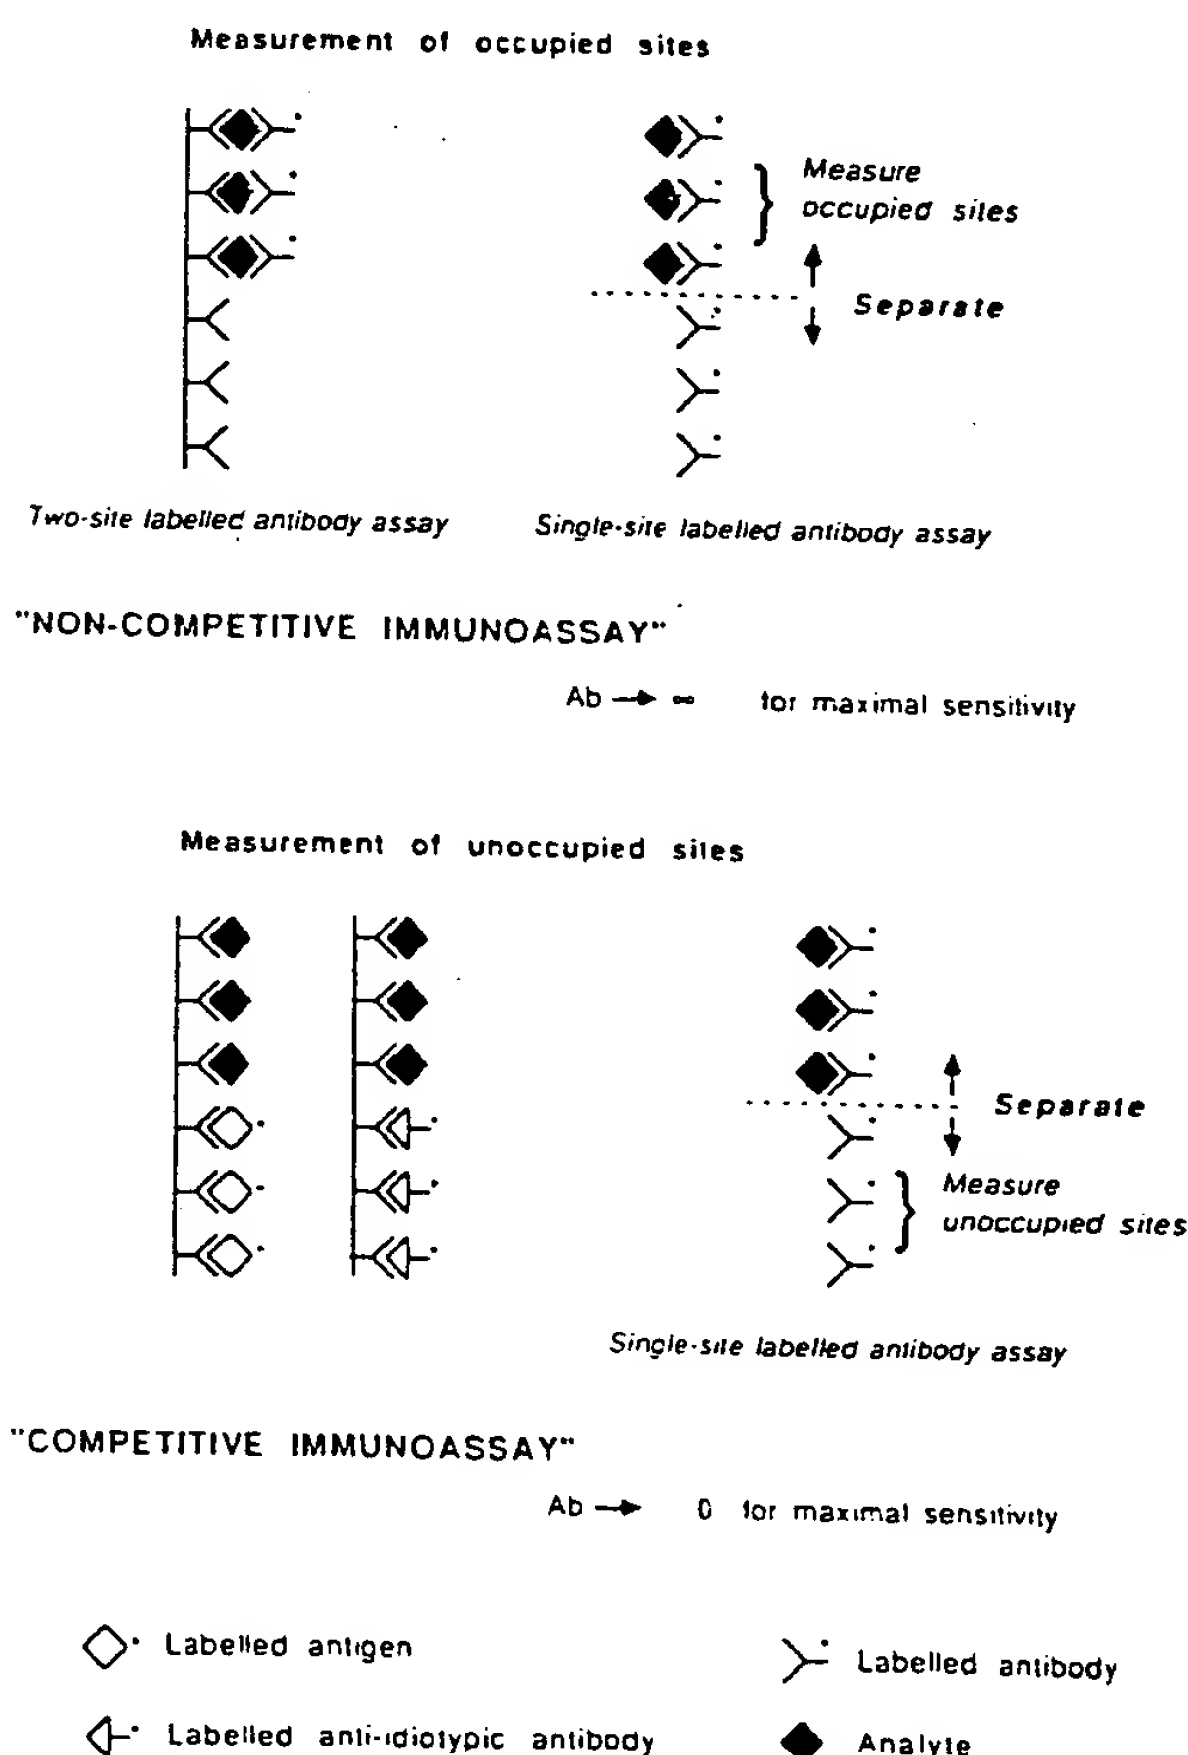 Measurement of occupied sites
Measure
occupied sites
Separate
Two-site labelled antibody assay
Single-site labelled antibody assay
"NON-COMPETITIVE IMMUNOASSAY"
Ab → ∞ for maximal sensitivity
Measurement of unoccupied sites
Separate
Measure
unoccupied sites
Single-site labelled antibody assay
"COMPETITIVE IMMUNOASSAY"
Ab → 0 for maximal sensitivity
Labelled antigen
Labelled antibody
Labelled anti-idiotypic antibody
Analyte